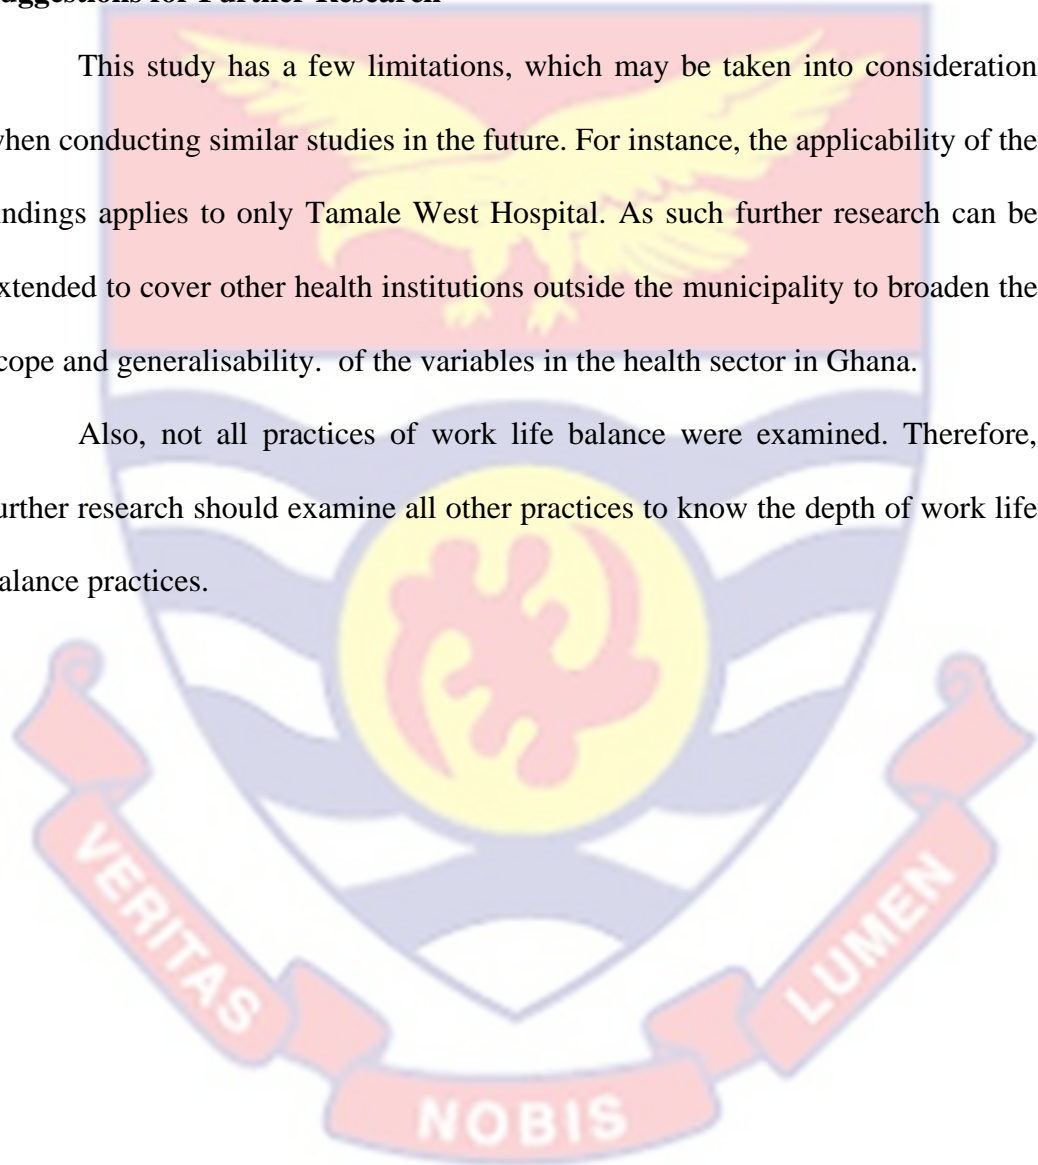 uggestions for Further Research
This study has a few limitations, which may be taken into consideration
when conducting similar studies in the future. For instance, the applicability of the
indings applies to only Tamale West Hospital. As such further research can be
xtended to cover other health institutions outside the municipality to broaden the
cope and generalisability.  of the variables in the health sector in Ghana.
Also, not all practices of work life balance were examined. Therefore,
urther research should examine all other practices to know the depth of work life
alance practices.
VERITAS
NOBIS
LUMEN